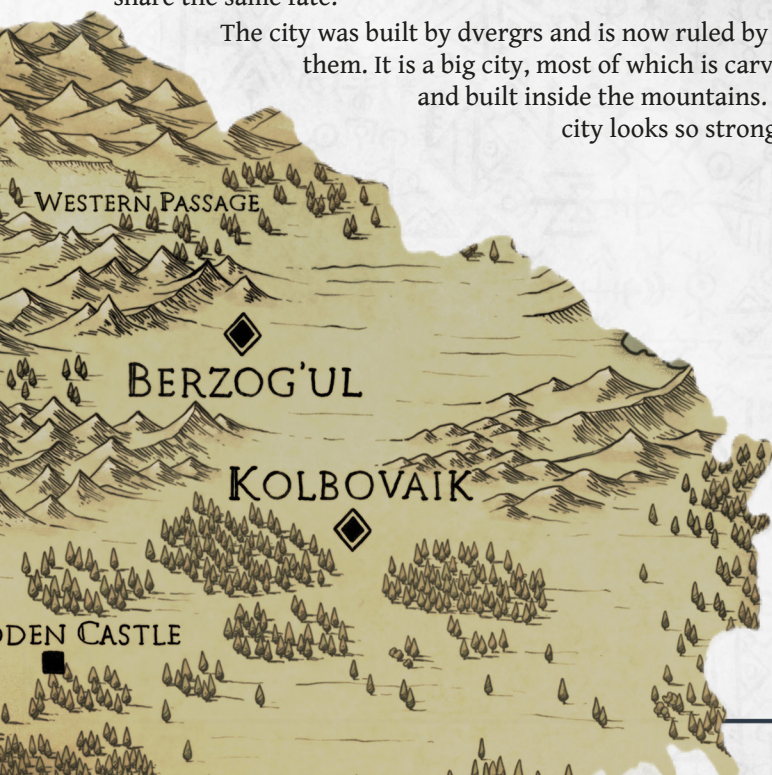 share the same fate.
The city was built by dvergrs and is now ruled by
them. It is a big city, most of which is carv
and built inside the mountains.
city looks so strong
WESTERN PASSAGE
BERZOG'UL
KOLBOVAIK
DDEN CASTLE